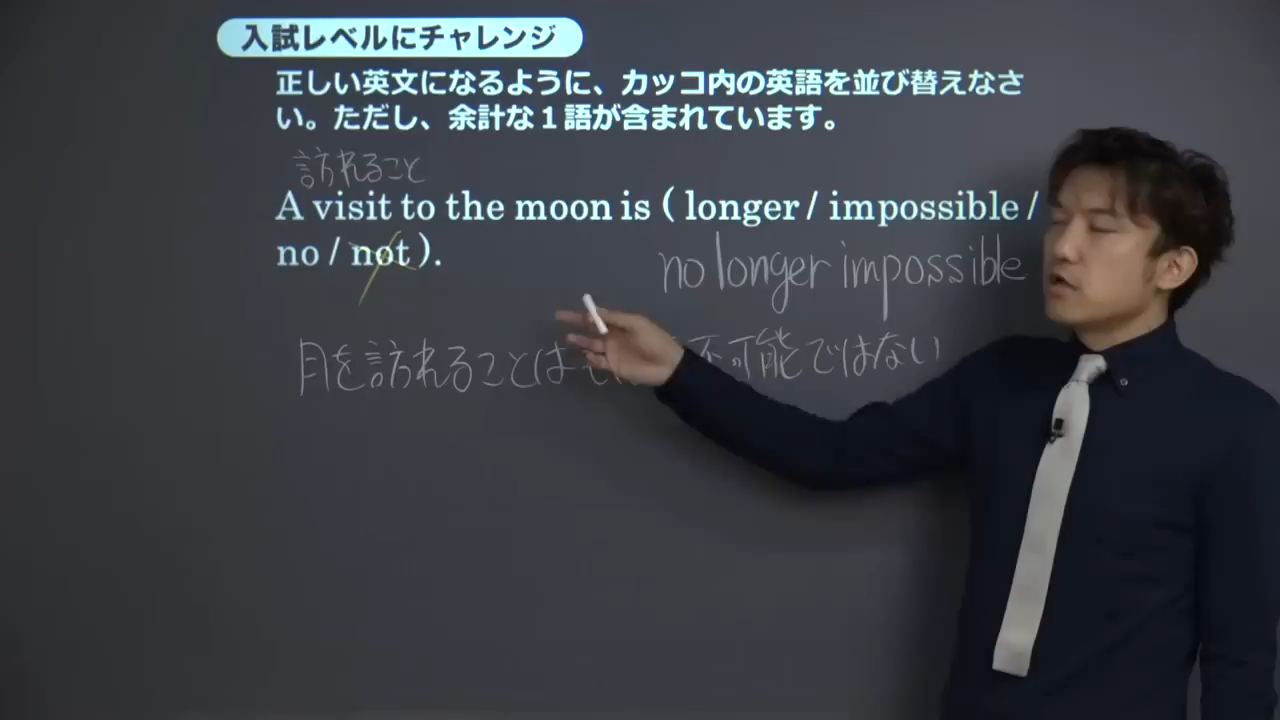 入試レベルにチャレンジ
正しい英文になるように、カッコ内の英語を並び替えなさ
い。ただし、余計な1語が含まれています。
訪れること
A visit to the moon is ( longer / impossible /
no / not ).
no longer impossible
月を訪れることはも 不可能ではない